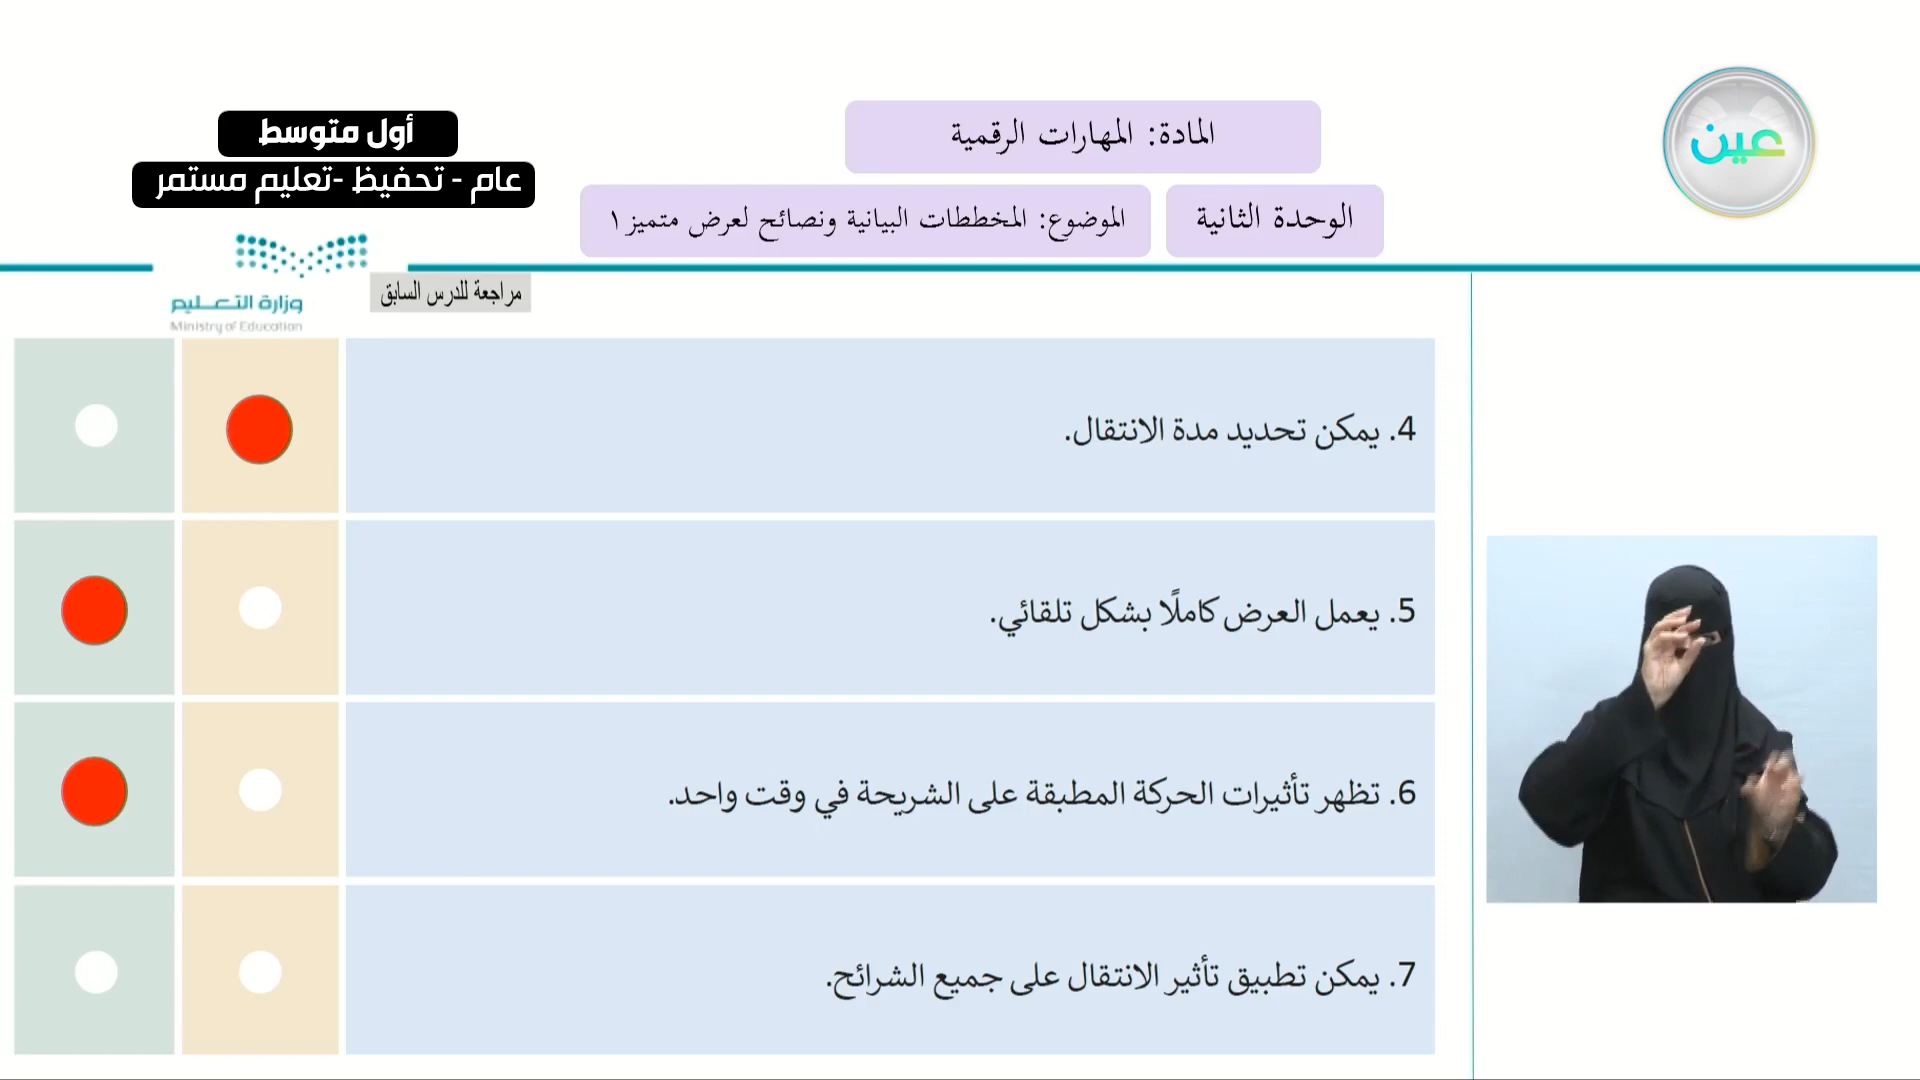 عين
المادة: المهارات الرقمية
أول متوسط
عام - تحفيظ -تعليم مستمر
الوحدة الثانية
الموضوع: المخططات البيانية ونصائح لعرض متميز ١
وزارة التعليم
Ministry of Education
مراجعة للدرس السابق
4. يمكن تحديد مدة الانتقال.
5. يعمل العرض كاملًا بشكل تلقائي.
6. تظهر تأثيرات الحركة المطبقة على الشريحة في وقت واحد.
7. يمكن تطبيق تأثير الانتقال على جميع الشرائح.